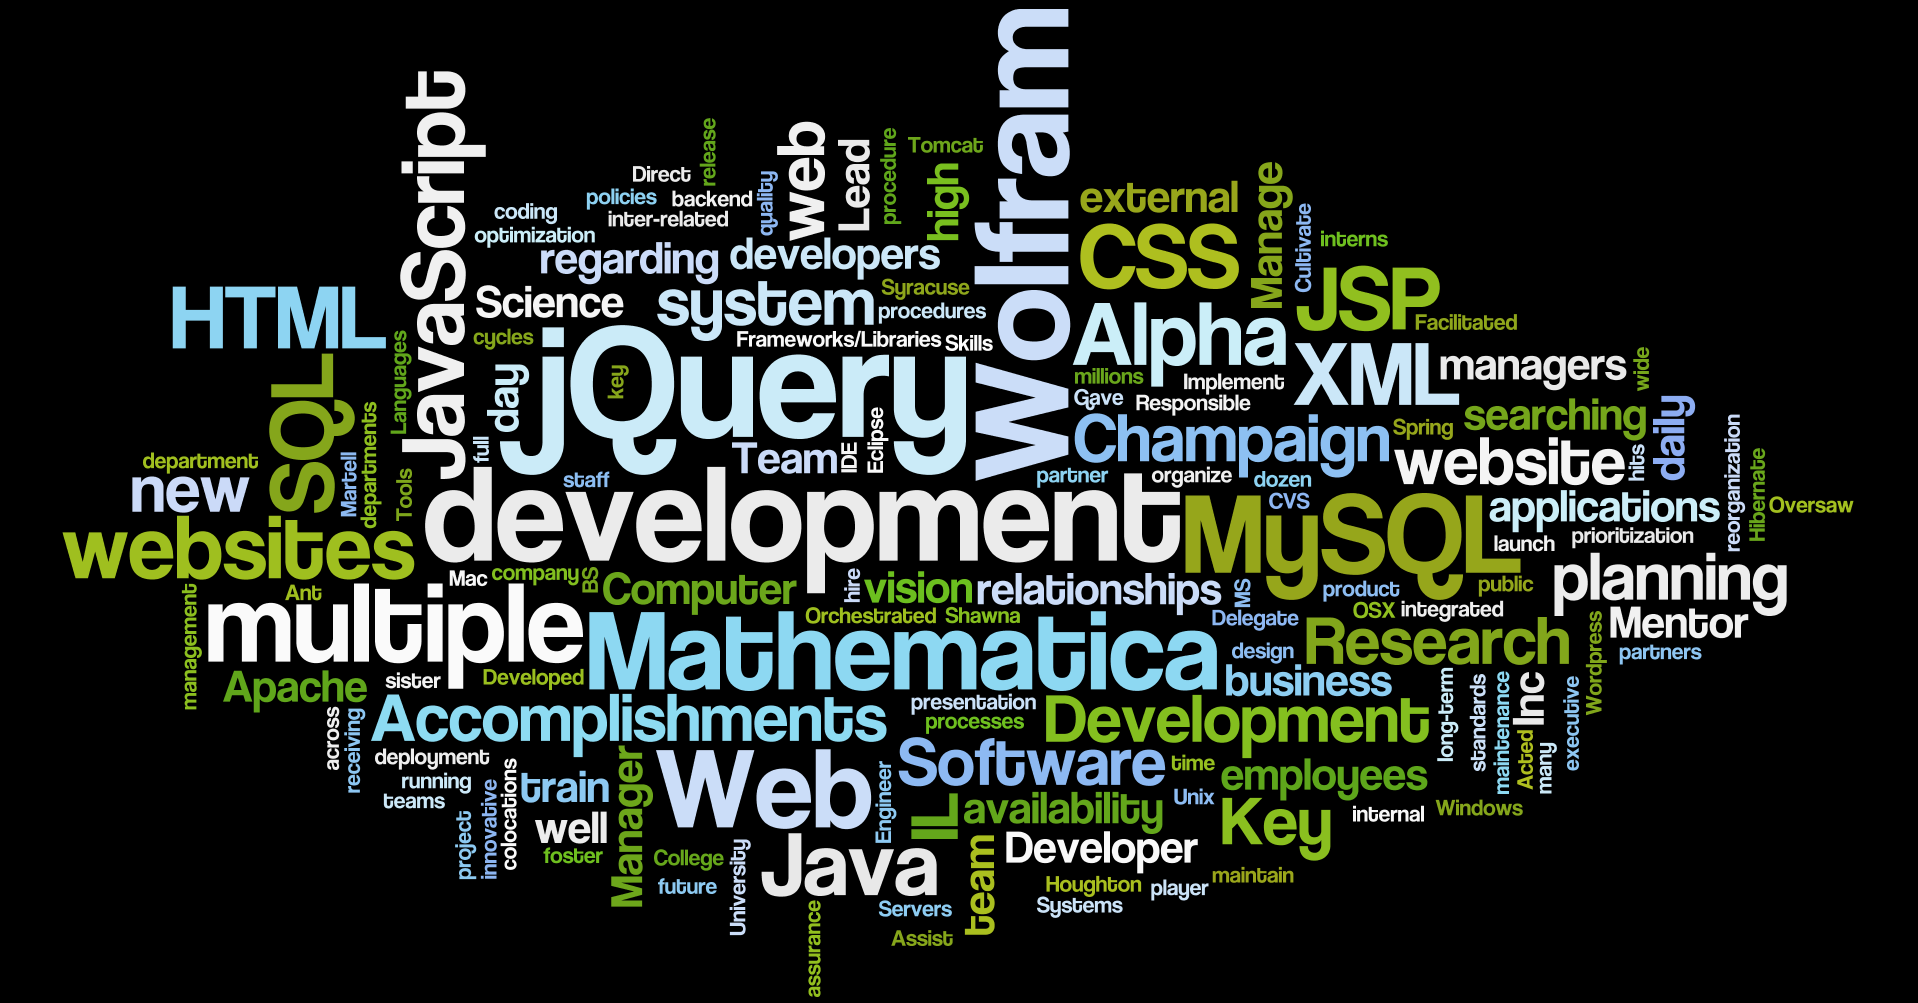 Wolfram
JavaScript
release
web
Lead
procedure
Tomcat
Direct
policies
backend
quality
high
external
Manage
coding
inter-related
optimization
regarding
developers
CSS
Cultivate
interns
HTML
Science
system
Syracuse
procedures
JSP
Facilitated
Languages
cycles
jQuery
key
Frameworks/Libraries
Skills
Alpha
XML
managers
wide
SQL
day
millions
Implement
Gave
Responsible
searching
daily
departments
full
Team
IDE
Eclipse
Champaign
Spring
website
hits
reorganization
department
new
Martell
Tools
staff
development
partner
organize
dozen
CVS
MySQL
applications
Hibernate
Oversaw
websites
launch
prioritization
Mac
company
BS
Computer
hire
vision
relationships
MS
product
public
planning
management
Ant
multiple
Orchestrated
Shawna
Delegate
OSX
integrated
Wordpress
Mentor
Mathematica
design
Research
partners
Apache
sister
Developed
business
long-term
standards
maintenance
Inc
executive
across
receiving
Accomplishments
presentation
processes
Development
Acted
many
deployment
running
teams
colocations
train
Manager
Web
Engineer
Software
time
employees
project
innovative
well
foster
IL
availability
Unix
Key
internal
Windows
College
future
University
Java
team
Developer
Houghton
player
maintain
Systems
Servers
assurance
Assist